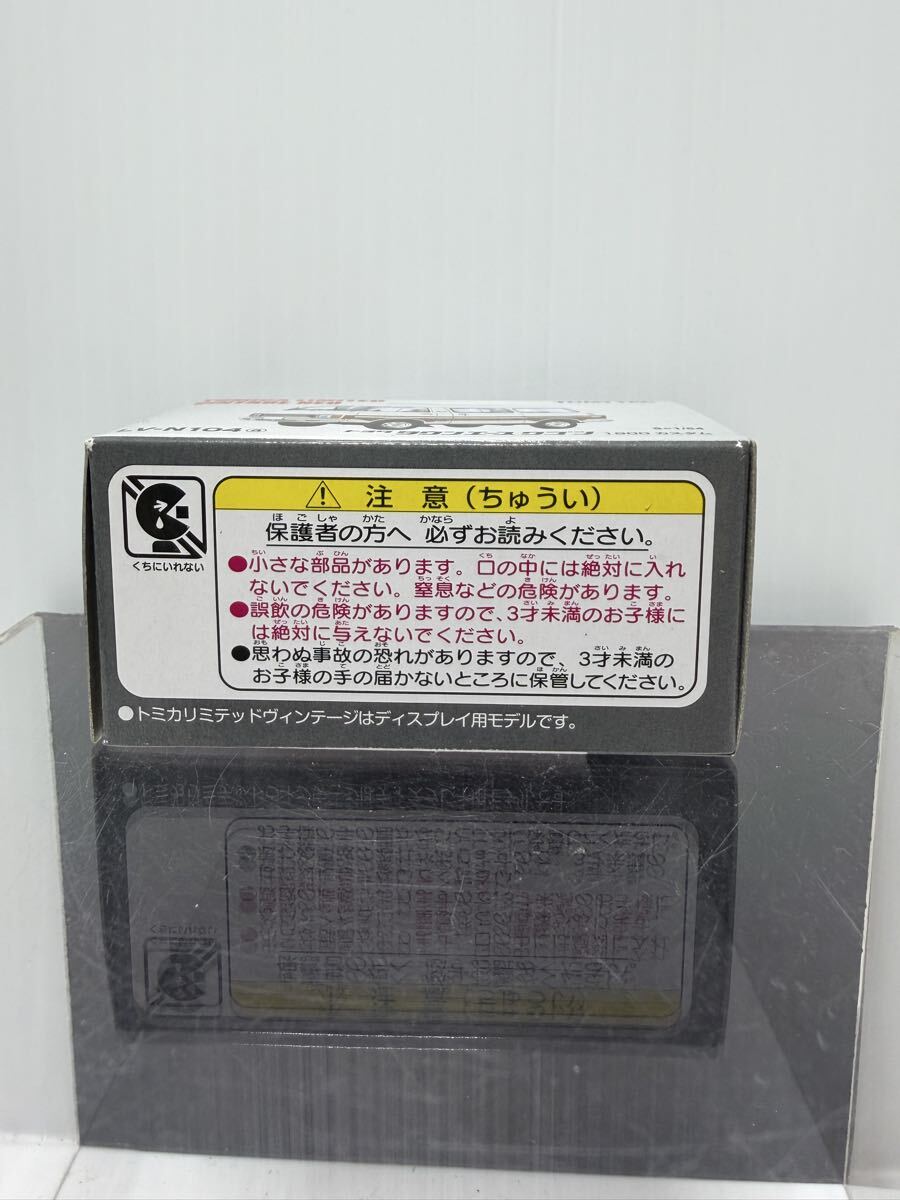 LV-N104
1800 カスタム
S=1/64
くちにいれない
注意（ちゅうい）
保護者の方へ 必ずお読みください。
●小さな部品があります。口の中には絶対に入れ
ないでください。窒息などの危険があります。
●誤飲の危険がありますので、3才未満のお子様に
は絶対に与えないでください。
●思わぬ事故の恐れがありますので、3才未満の
お子様の手の届かないところに保管してください。
●トミカリミテッドヴィンテージはディスプレイ用モデルです。